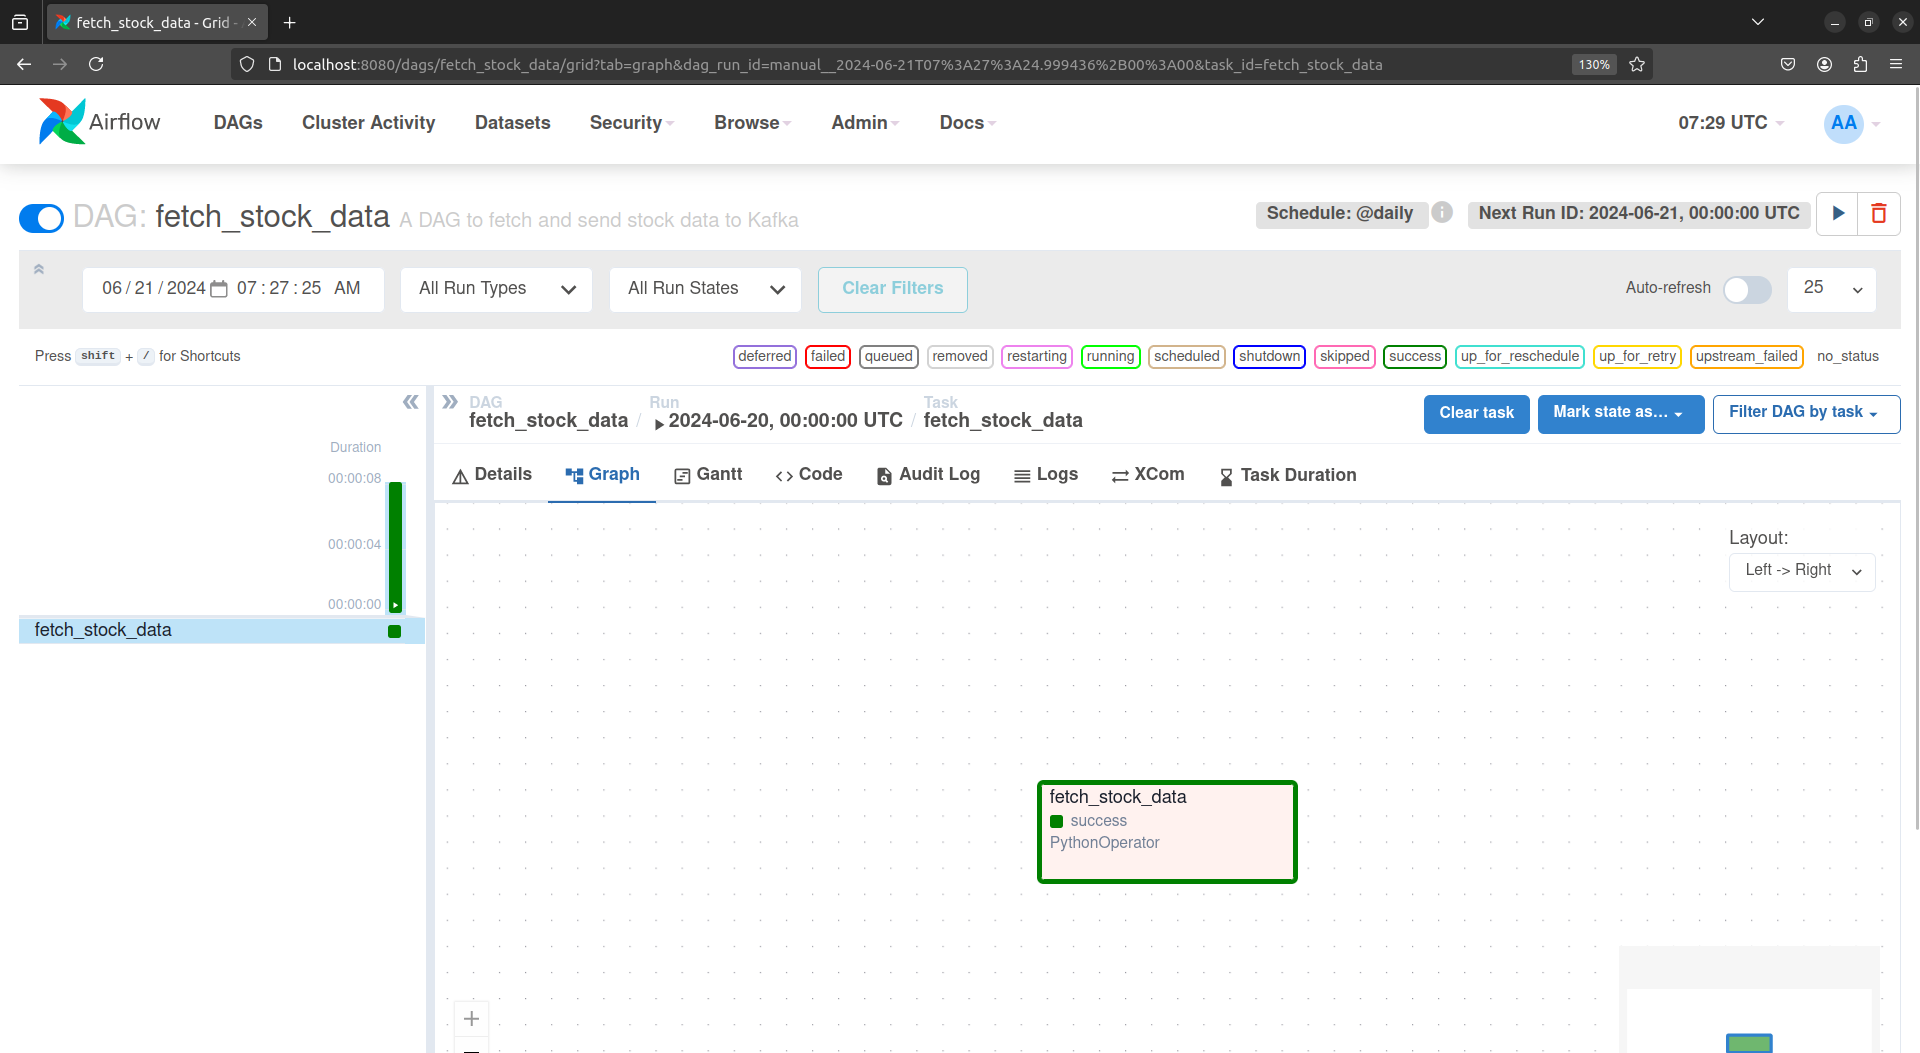 fetch_stock_data - Grid -
localhost:8080/dags/fetch_stock_data/grid?tab=graph&dag_run_id=manual__2024-06-21T07%3A27%3A24.999436%2B00%3A00&task_id=fetch_stock_data
130%
Airflow
DAGs
Cluster Activity
Datasets
Security
Browse
Admin
Docs
07:29 UTC
AA
DAG: fetch_stock_data A DAG to fetch and send stock data to Kafka
Schedule: @daily
Next Run ID: 2024-06-21, 00:00:00 UTC
06 / 21 / 2024 07 : 27 : 25 AM
All Run Types
All Run States
Clear Filters
Auto-refresh
25
Press shift + / for Shortcuts
deferred
failed
queued
removed
restarting
running
scheduled
shutdown
skipped
success
up_for_reschedule
up_for_retry
upstream_failed
no_status
Duration
00:00:08
00:00:04
00:00:00
fetch_stock_data
DAG
fetch_stock_data /
Run
2024-06-20, 00:00:00 UTC /
Task
fetch_stock_data
Clear task
Mark state as...
Filter DAG by task
Details
Graph
Gantt
Code
Audit Log
Logs
XCom
Task Duration
Layout:
Left -> Right
fetch_stock_data
success
PythonOperator